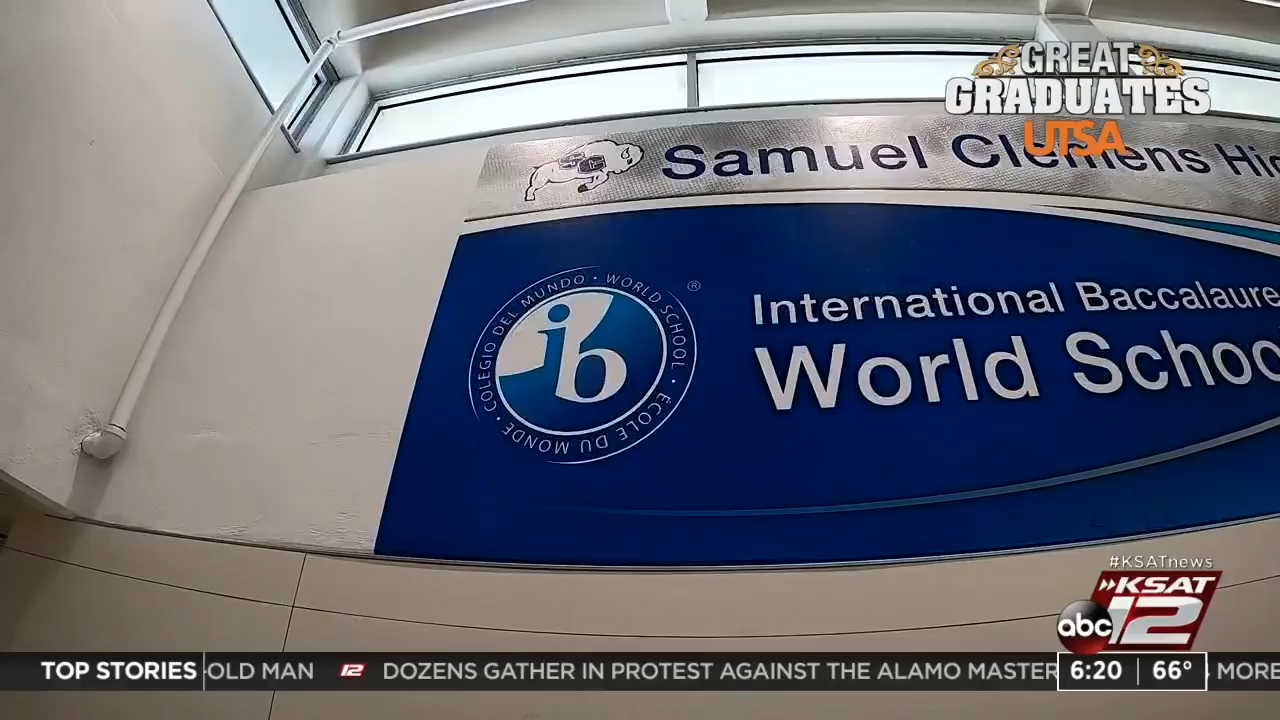 GREAT
GRADUATES
UTSA
Samuel Clemens Hi
COLEGIO DEL MUNDO · WORLD SCHOOL · ÉCOLE DU MONDE ·
ib
®
International Baccalaure
World Schoo
#KSATnews
KSAT
abc 12
TOP STORIES -OLD MAN 12 DOZENS GATHER IN PROTEST AGAINST THE ALAMO MASTER 6:20 66° MORE